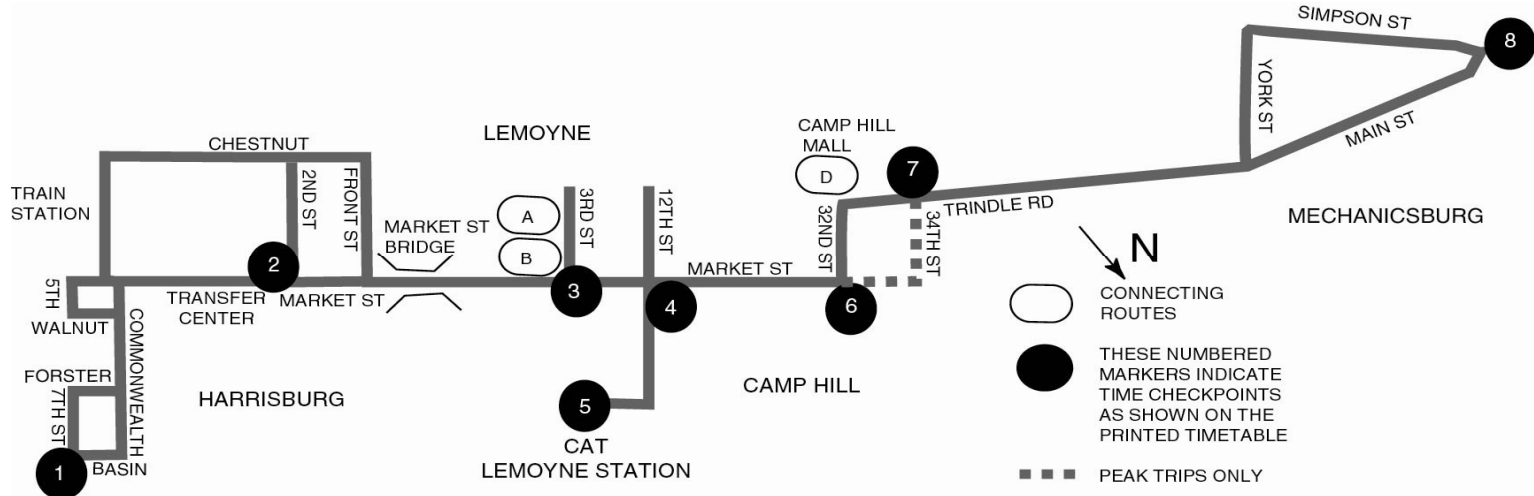 SIMPSON ST
8
YORK ST
MAIN ST
LEMOYNE
CAMP HILL
MALL
D
7
CHESTNUT
TRAIN
STATION
2ND ST
FRONT ST
MARKET ST
BRIDGE
A
B
3RD ST
12TH ST
32ND ST
34TH ST
TRINDLE RD
MECHANICSBURG
N
2
3
4
6
MARKET ST
5TH
TRANSFER
CENTER
MARKET ST
WALNUT
COMMONWEALTH
FORSTER
7TH ST
HARRISBURG
1
BASIN
5
CAT
LEMOYNE STATION
CAMP HILL
CONNECTING
ROUTES
THESE NUMBERED
MARKERS INDICATE
TIME CHECKPOINTS
AS SHOWN ON THE
PRINTED TIMETABLE
PEAK TRIPS ONLY